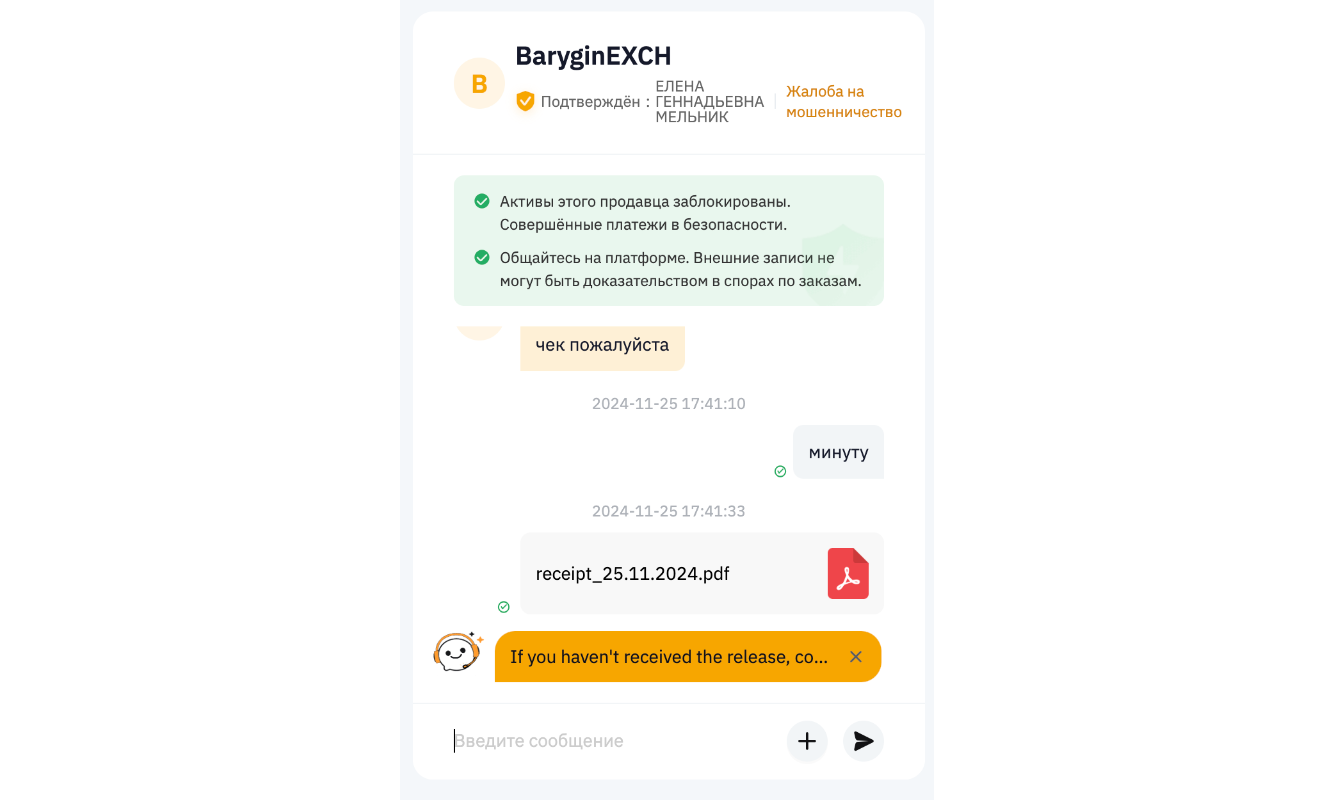 B
BaryginEXCH
Подтверждён :
ЕЛЕНА
ГЕННАДЬЕВНА
МЕЛЬНИК
Жалоба на
мошенничество
Активы этого продавца заблокированы.
Совершённые платежи в безопасности.
Общайтесь на платформе. Внешние записи не
могут быть доказательством в спорах по заказам.
чек пожалуйста
2024-11-25 17:41:10
минуту
2024-11-25 17:41:33
receipt_25.11.2024.pdf
If you haven't received the release, co...
Введите сообщение